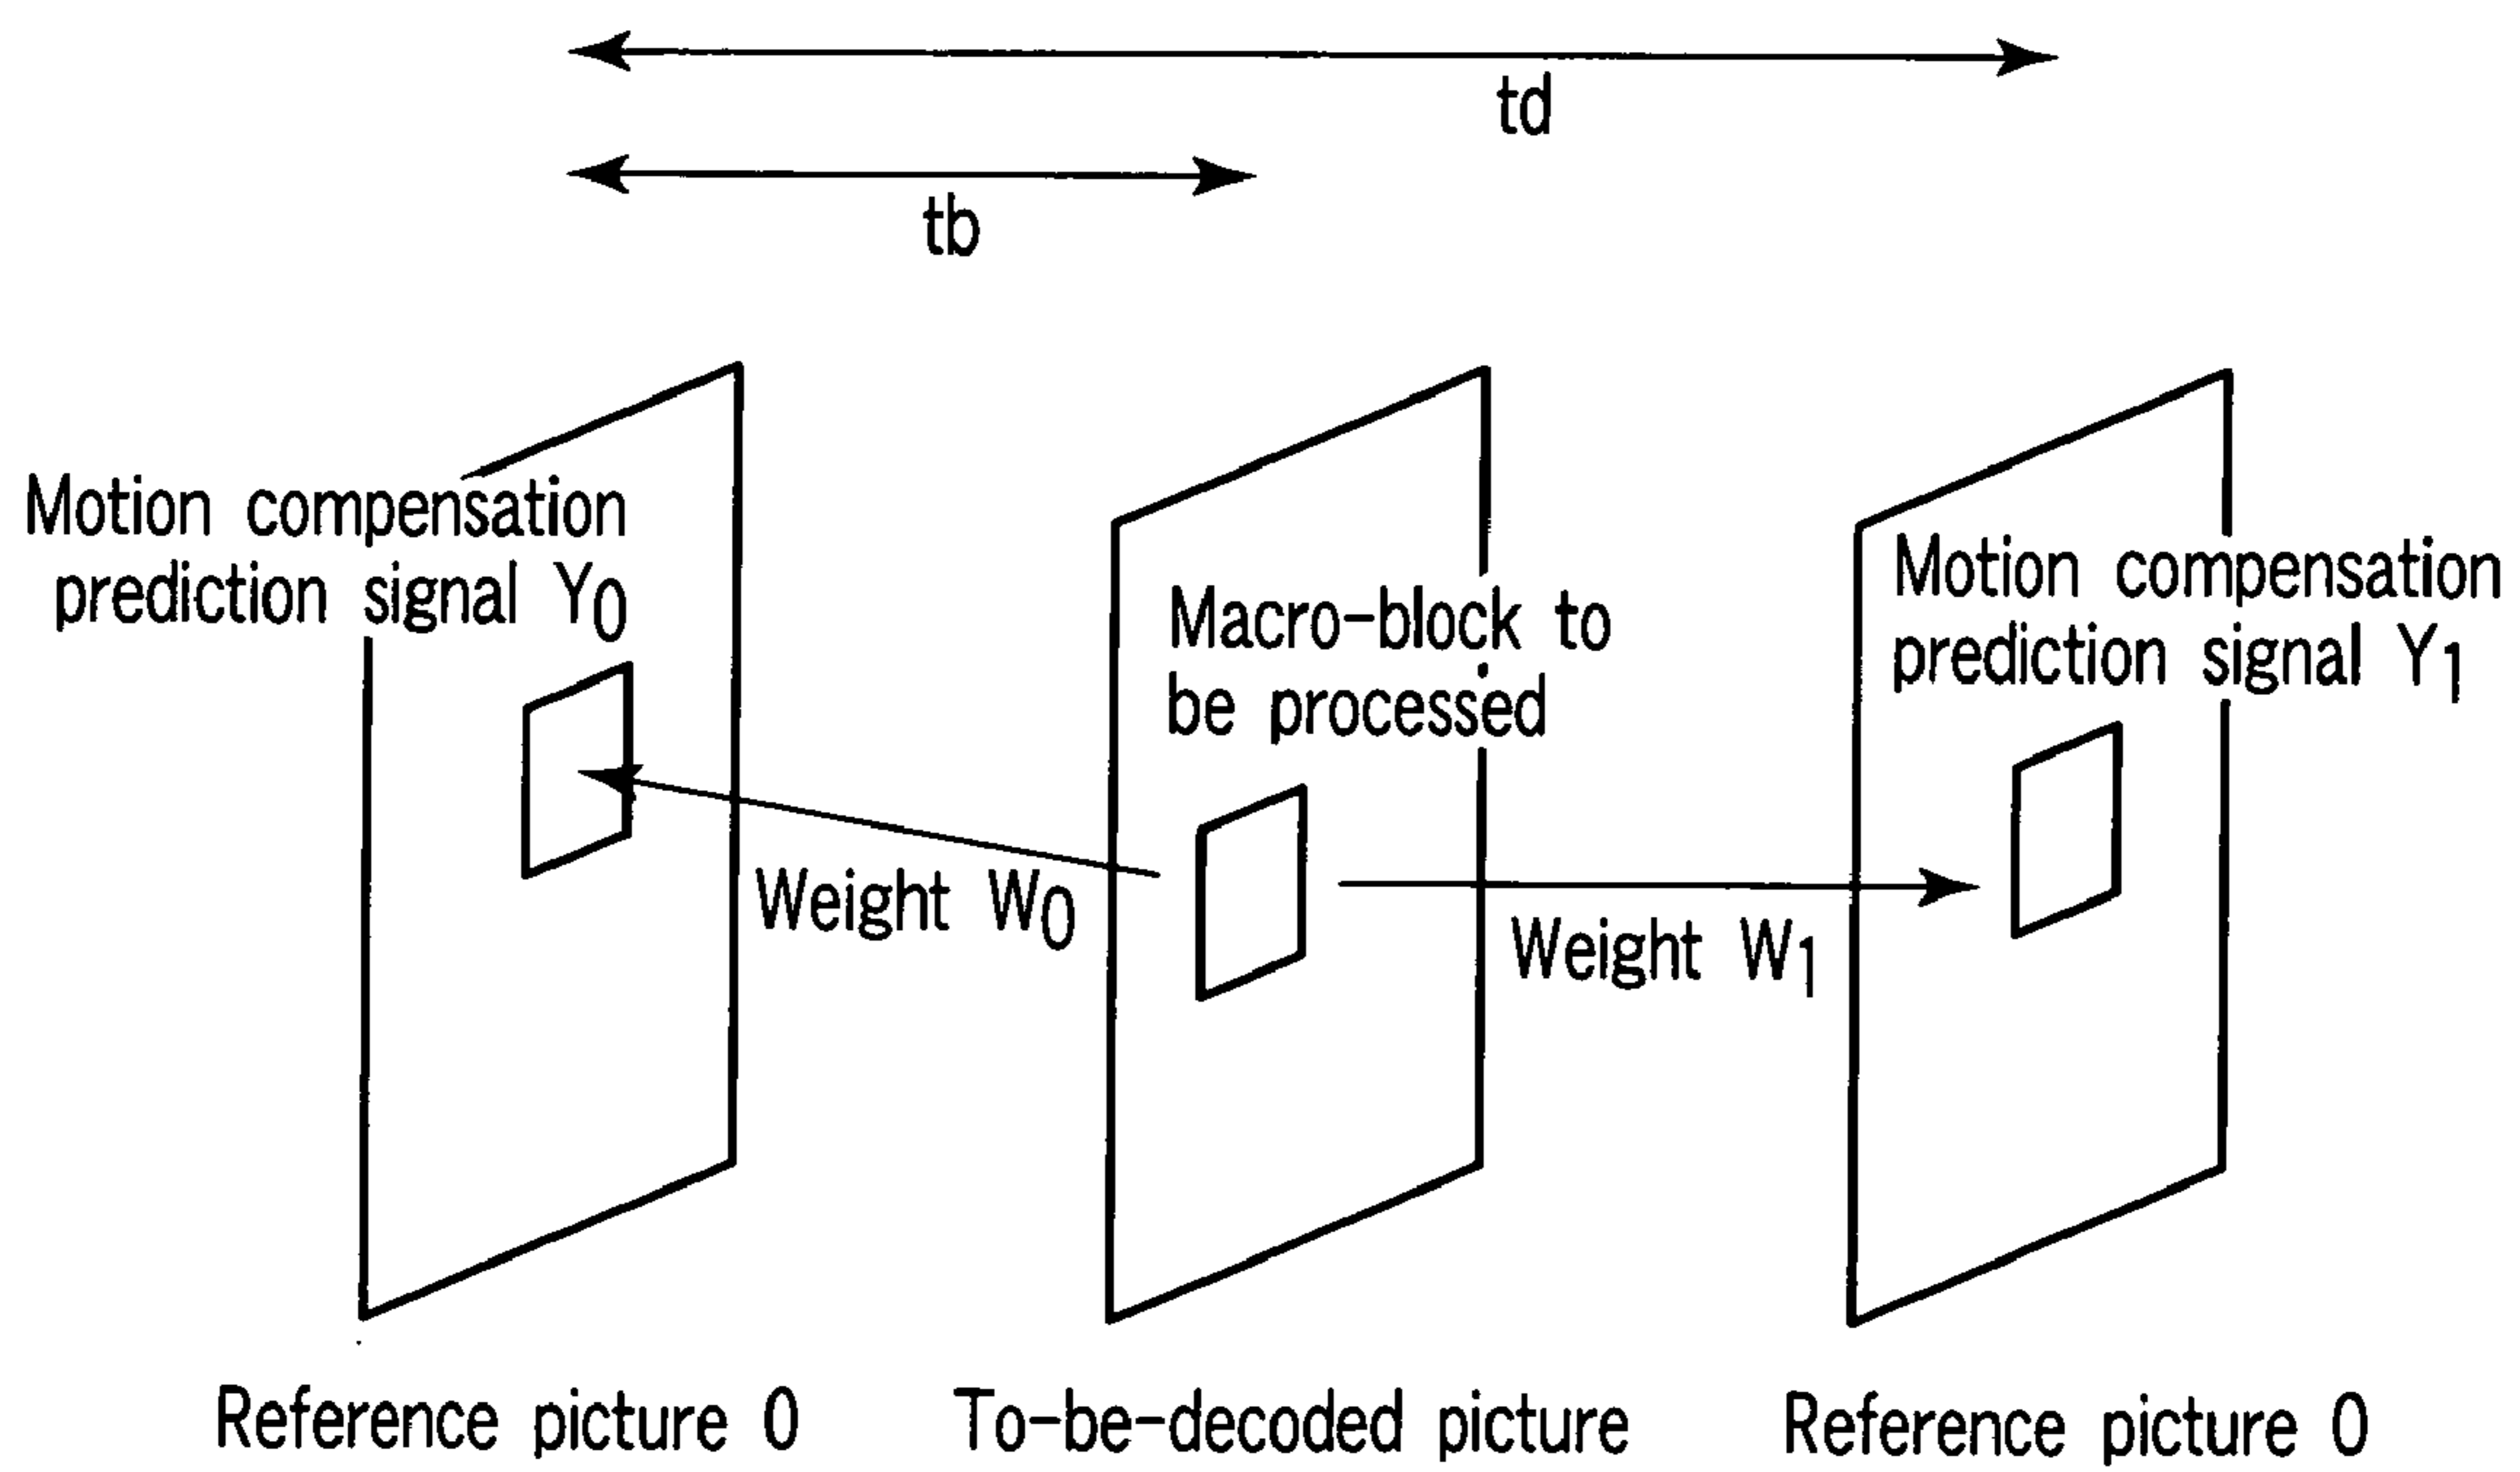 td
tb
Motion compensation
prediction signal Y0
Macro-block to
be processed
Motion compensation
prediction signal Y1
Weight W0
Weight W1
Reference picture 0
To-be-decoded picture
Reference picture 0